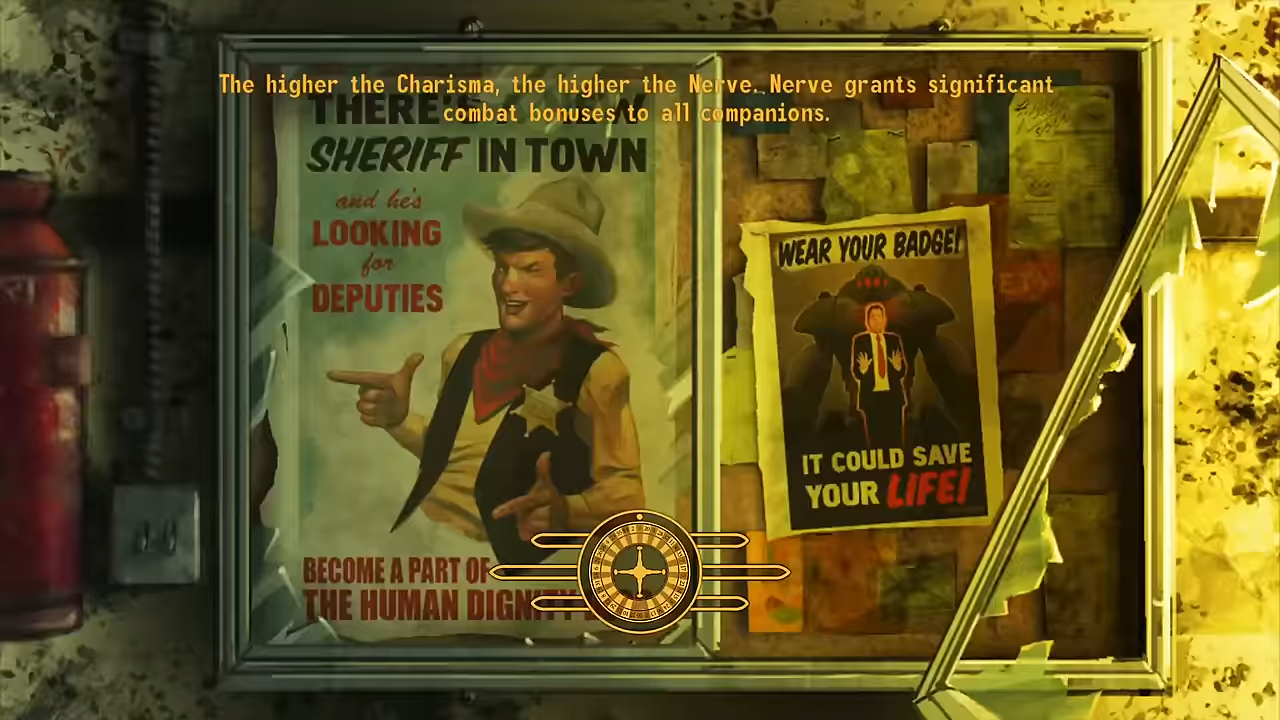 The higher the Charisma, the higher the Nerve. Nerve grants significant
combat bonuses to all companions.
THERE'S
SHERIFF IN TOWN
and he's
LOOKING
for
DEPUTIES
BECOME A PART OF
THE HUMAN
WEAR YOUR BADGE!
IT COULD SAVE
YOUR LIFE!